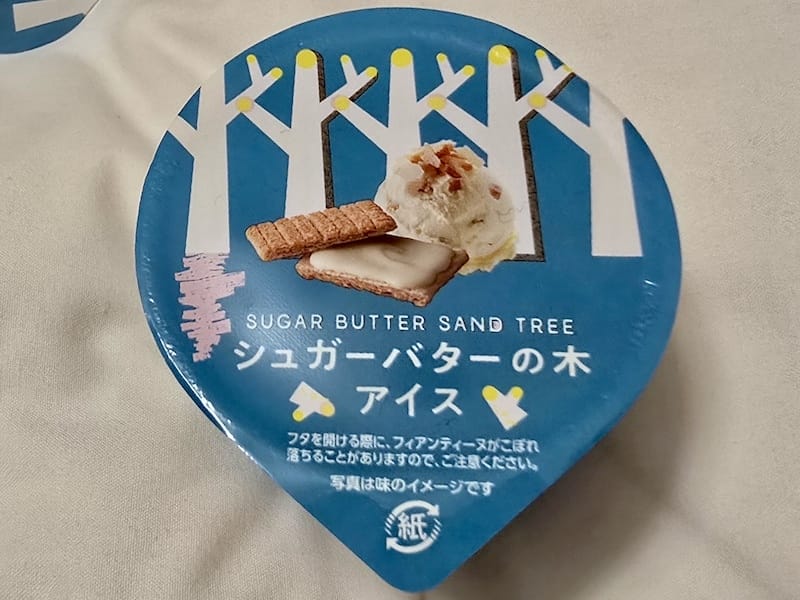 SUGAR BUTTER SAND TREE
シュガーバターの木
アイス
フタを開ける際に、フィアンティーヌがこぼれ
落ちることがありますので、ご注意ください。
写真は味のイメージです
紙